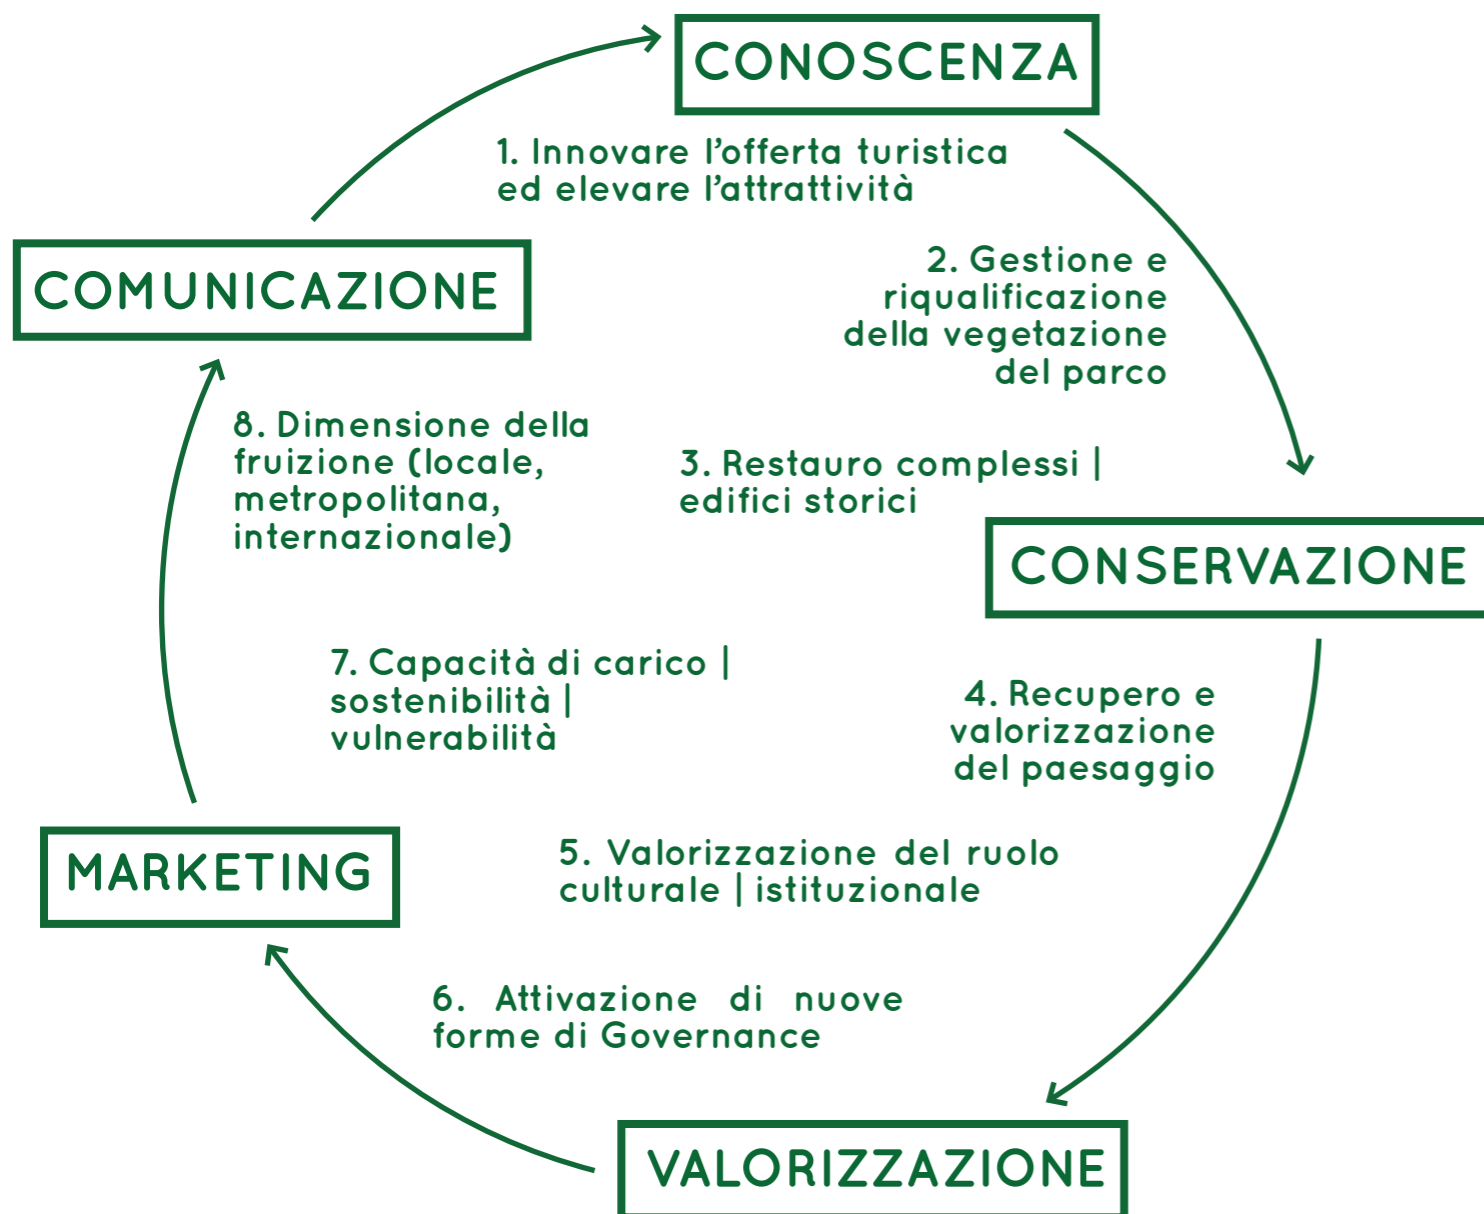 CONOSCENZA
1. Innovare l’offerta turistica
ed elevare l’attrattività
COMUNICAZIONE
2. Gestione e
riqualificazione
della vegetazione
del parco
8. Dimensione della
fruizione (locale,
metropolitana,
internazionale)
3. Restauro complessi |
edifici storici
CONSERVAZIONE
7. Capacità di carico |
sostenibilità |
vulnerabilità
4. Recupero e
valorizzazione
del paesaggio
MARKETING
5. Valorizzazione del ruolo
culturale | istituzionale
6. Attivazione di nuove
forme di Governance
VALORIZZAZIONE